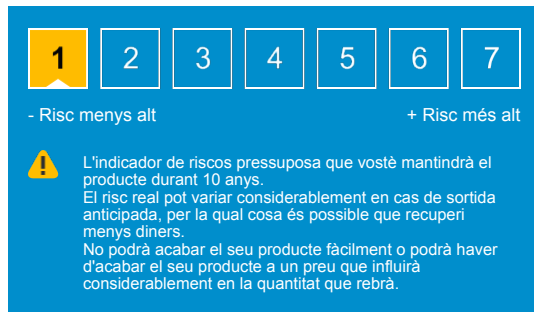 1 2 3 4 5 6 7
- Risc menys alt + Risc més alt
L'indicador de riscos pressuposa que vostè mantindrà el
producte durant 10 anys.
El risc real pot variar considerablement en cas de sortida
anticipada, per la qual cosa és possible que recuperi
menys diners.
No podrà acabar el seu producte fàcilment o podrà haver
d'acabar el seu producte a un preu que influirà
considerablement en la quantitat que rebrà.